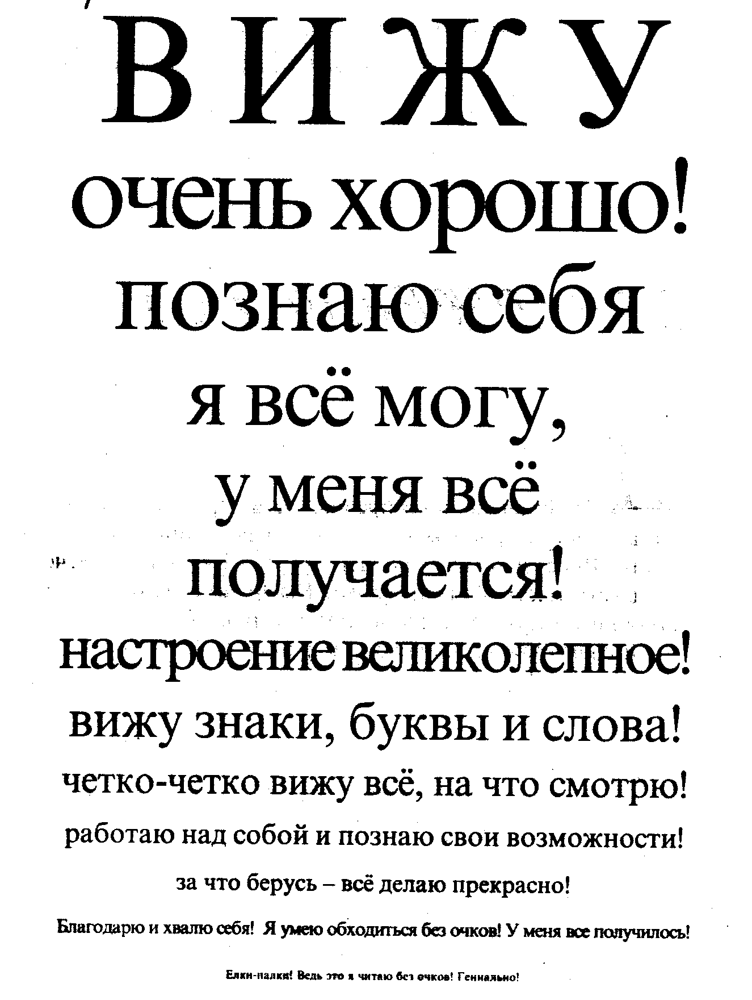 ВИЖУ
очень хорошо!
познаю себя
я всё могу,
у меня всё
получается!
настроение великолепное!
вижу знаки, буквы и слова!
четко-четко вижу всё, на что смотрю!
работаю над собой и познаю свои возможности!
за что берусь – всё делаю прекрасно!
Благодарю и хвалю себя! Я умею обходиться без очков! У меня все получилось!
Елки-палки! Ведь это я читаю без очков! Гениально!